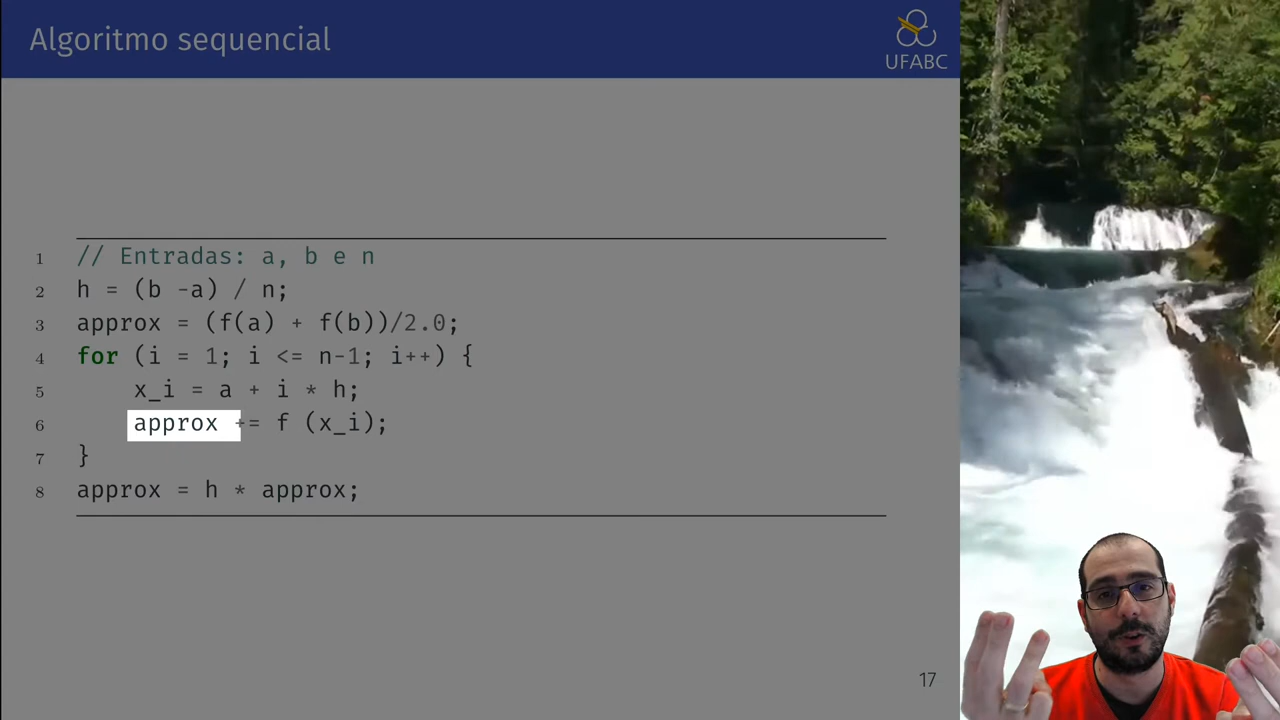 Algoritmo sequencial
UFABC
1 // Entradas: a, b e n
2 h = (b -a) / n;
3 approx = (f(a) + f(b))/2.0;
4 for (i = 1; i <= n-1; i++) {
5 x_i = a + i * h;
6 approx += f (x_i);
7 }
8 approx = h * approx;
17